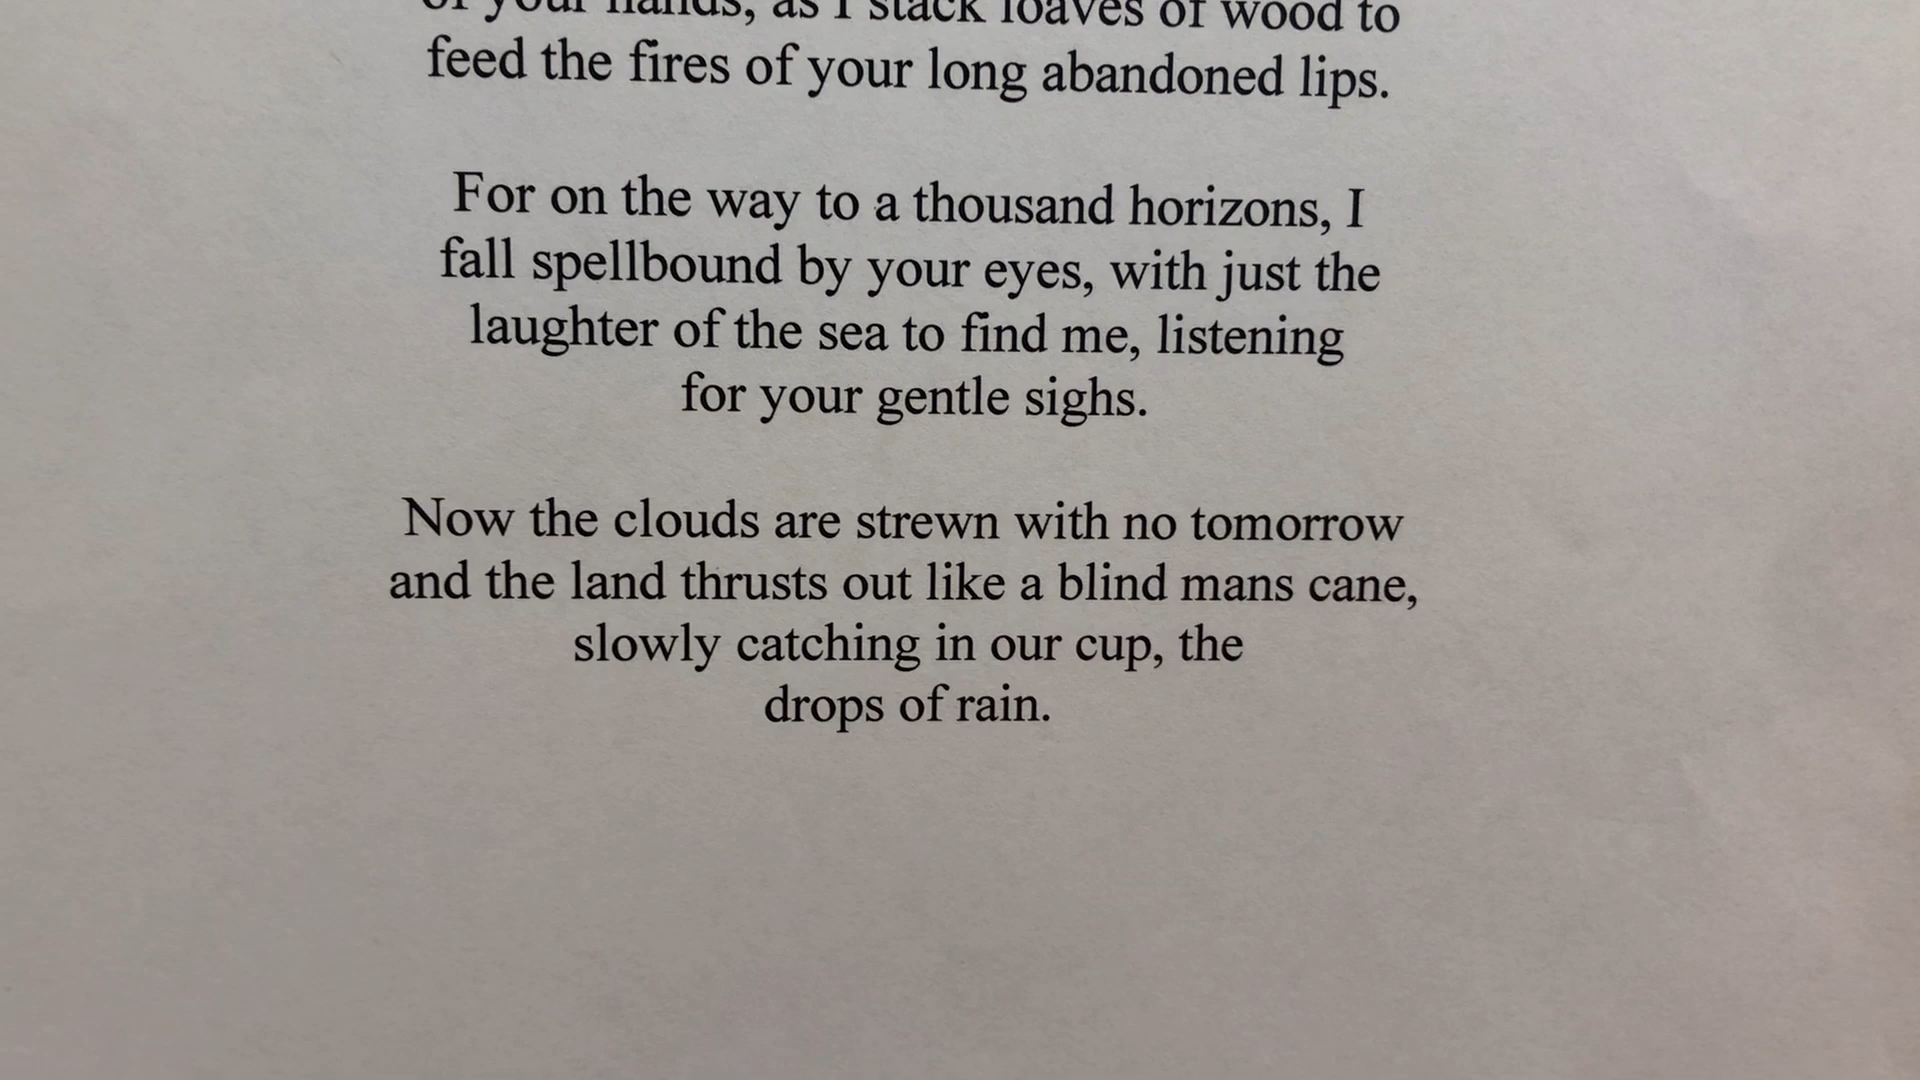 of your hands, as I stack loaves of wood to
feed the fires of your long abandoned lips.
For on the way to a thousand horizons, I
fall spellbound by your eyes, with just the
laughter of the sea to find me, listening
for your gentle sighs.
Now the clouds are strewn with no tomorrow
and the land thrusts out like a blind mans cane,
slowly catching in our cup, the
drops of rain.